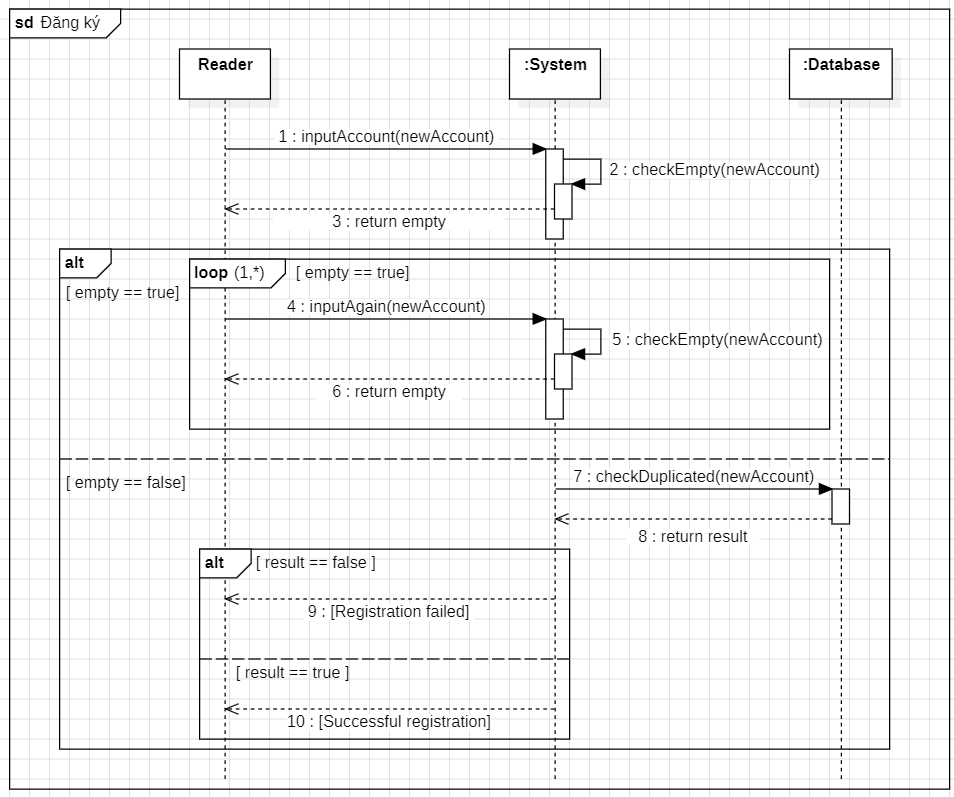 sd Đăng ký
Reader
:System
:Database
1 : inputAccount(newAccount)
2 : checkEmpty(newAccount)
3 : return empty
alt
[ empty == true]
loop (1,*)
[ empty == true]
4 : inputAgain(newAccount)
5 : checkEmpty(newAccount)
6 : return empty
[ empty == false]
7 : checkDuplicated(newAccount)
8 : return result
alt
[ result == false ]
9 : [Registration failed]
[ result == true ]
10 : [Successful registration]